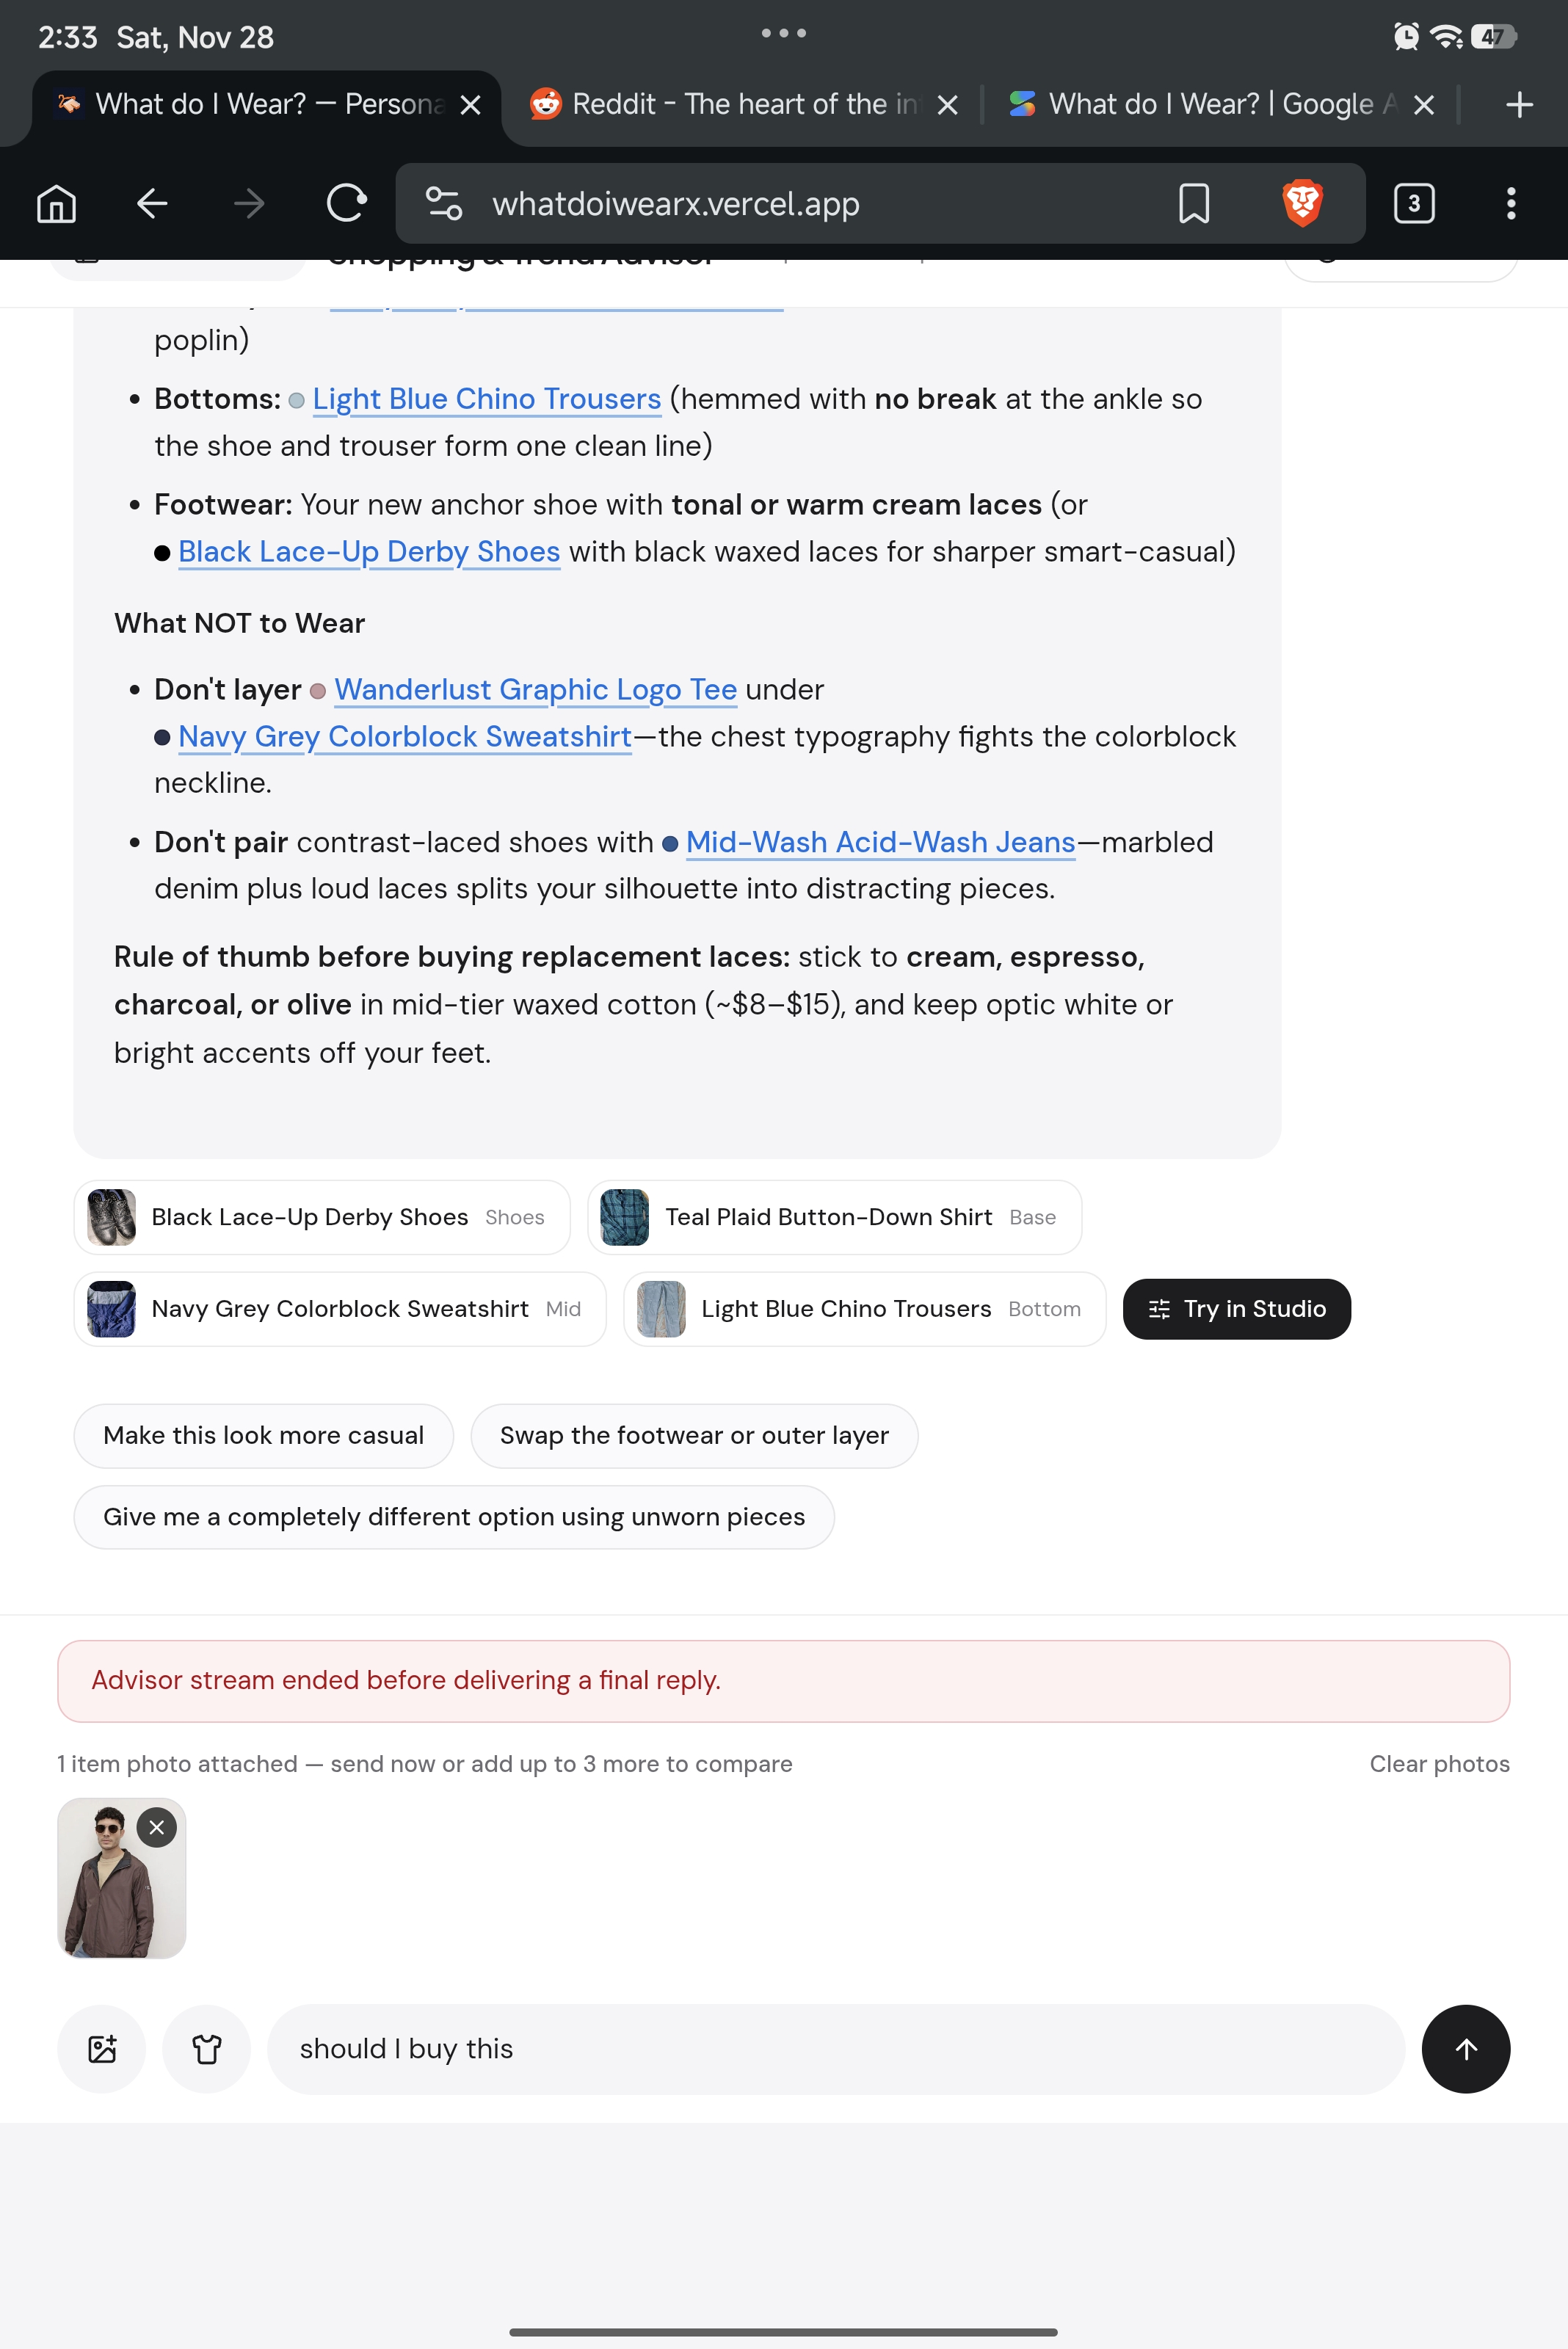 2:33 Sat, Nov 28
47
What do I Wear? — Persona
Reddit - The heart of the in
What do I Wear? | Google A
whatdoiwearx.vercel.app
3
Shopping & Trend Advisor
poplin)
• Bottoms: Light Blue Chino Trousers (hemmed with no break at the ankle so
the shoe and trouser form one clean line)
• Footwear: Your new anchor shoe with tonal or warm cream laces (or
Black Lace-Up Derby Shoes with black waxed laces for sharper smart-casual)
What NOT to Wear
• Don't layer Wanderlust Graphic Logo Tee under
Navy Grey Colorblock Sweatshirt—the chest typography fights the colorblock
neckline.
• Don't pair contrast-laced shoes with Mid-Wash Acid-Wash Jeans—marbled
denim plus loud laces splits your silhouette into distracting pieces.
Rule of thumb before buying replacement laces: stick to cream, espresso,
charcoal, or olive in mid-tier waxed cotton (~$8–$15), and keep optic white or
bright accents off your feet.
Black Lace-Up Derby Shoes Shoes
Teal Plaid Button-Down Shirt Base
Navy Grey Colorblock Sweatshirt Mid
Light Blue Chino Trousers Bottom
Try in Studio
Make this look more casual
Swap the footwear or outer layer
Give me a completely different option using unworn pieces
Advisor stream ended before delivering a final reply.
1 item photo attached — send now or add up to 3 more to compare
Clear photos
should I buy this